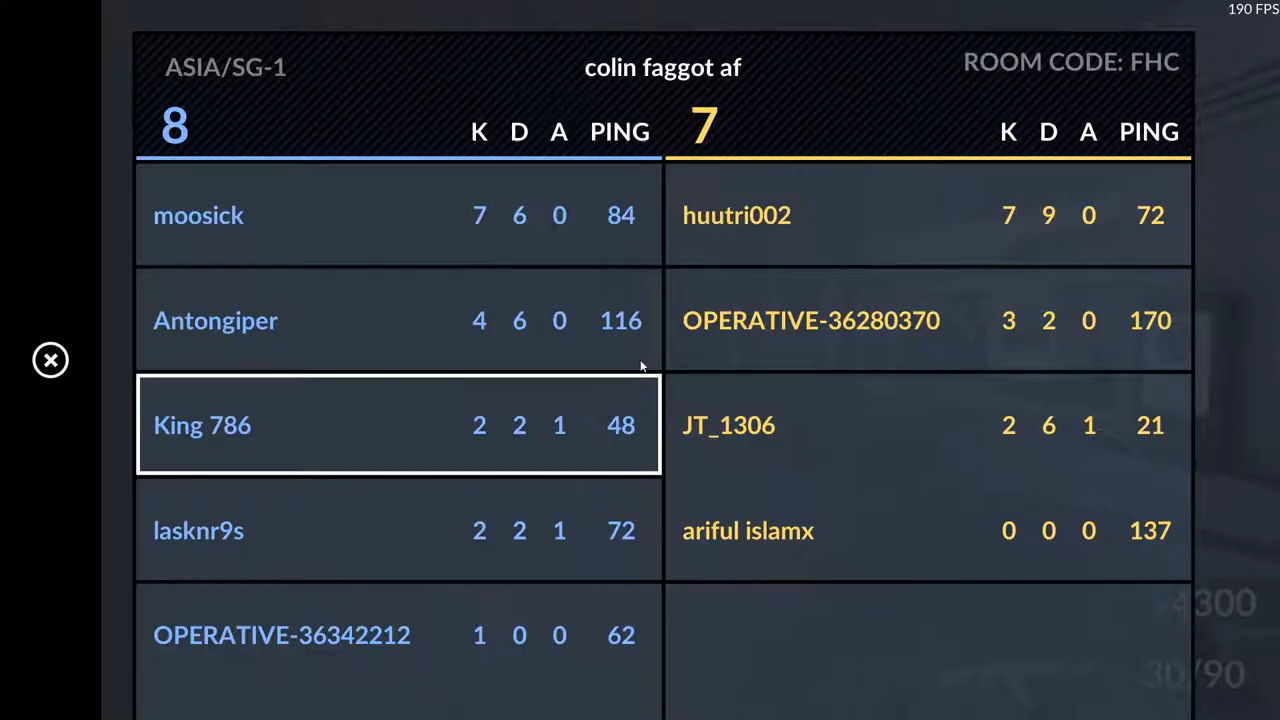 190 FPS
ASIA/SG-1 colin faggot af ROOM CODE: FHC
8 K D A PING 7 K D A PING
moosick 7 6 0 84 huutri002 7 9 0 72
Antongiper 4 6 0 116 OPERATIVE-36280370 3 2 0 170
King 786 2 2 1 48 JT_1306 2 6 1 21
lasknr9s 2 2 1 72 ariful islamx 0 0 0 137
4300
OPERATIVE-36342212 1 0 0 62
30/90